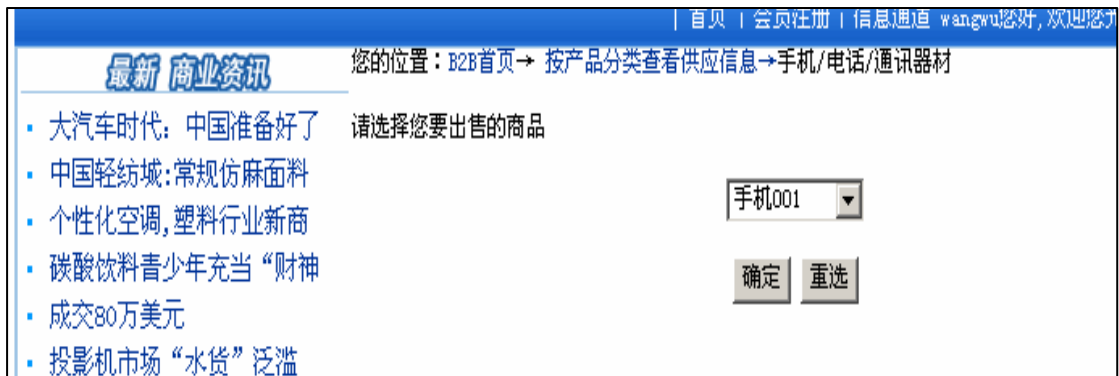 | 首页 | 会员注册 | 信息通道 wangwu您好,欢迎您
最新 商业资讯
您的位置：B2B首页→ 按产品分类查看供应信息→手机/电话/通讯器材
· 大汽车时代：中国准备好了
请选择您要出售的商品
· 中国轻纺城:常规仿麻面料
· 个性化空调,塑料行业新商
· 碳酸饮料青少年充当“财神
· 成交80万美元
· 投影机市场“水货”泛滥
手机001
确定 重选